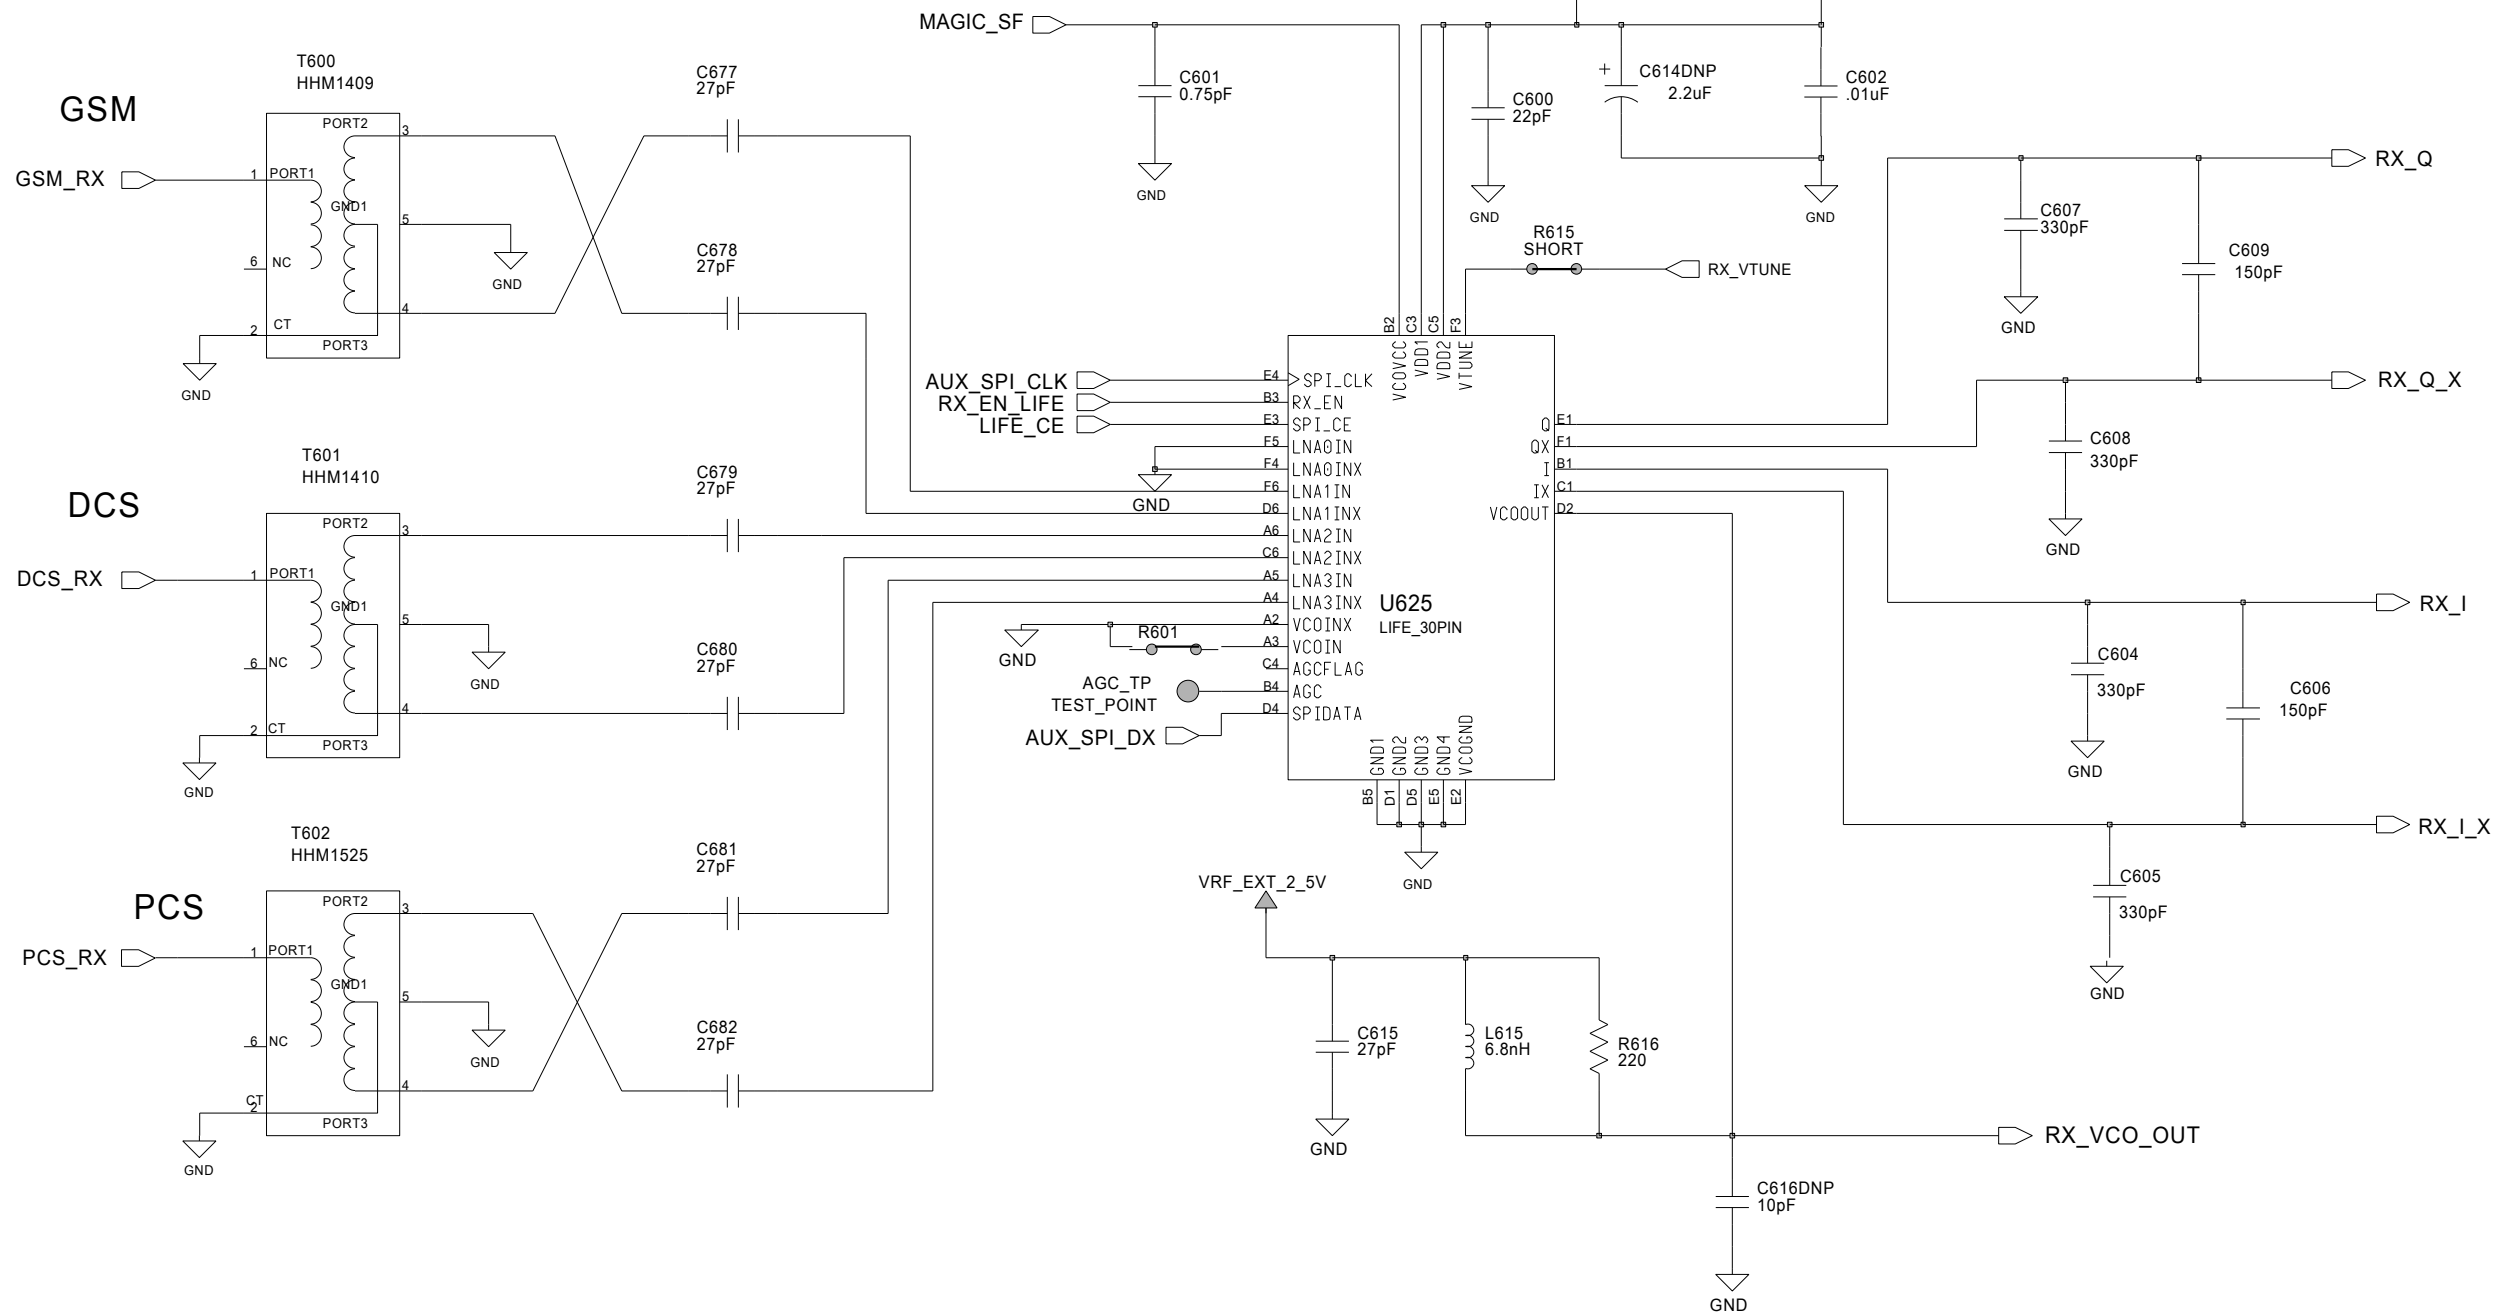 MAGIC_SF
C601
0.75pF
GND
C600
22pF
GND
C614DNP
2.2uF
C602
.01uF
GND
T600
HHM1409
GSM
GSM_RX
1
PORT1
PORT2
3
GND1
5
GND
6
NC
4
2
CT
PORT3
GND
C677
27pF
C678
27pF
R615
SHORT
RX_VTUNE
RX_Q
C607
330pF
GND
C609
150pF
RX_Q_X
C608
330pF
GND
T601
HHM1410
DCS
DCS_RX
1
PORT1
PORT2
3
GND1
5
GND
6
NC
4
2
CT
PORT3
GND
C679
27pF
C680
27pF
AUX_SPI_CLK
RX_EN_LIFE
LIFE_CE
GND
B2
C3
C5
F3
VCOVCC
VDD1
VDD2
VTUNE
E4 SPI_CLK
B3 RX_EN
E3 SPI_CE
F5 LNA0IN
F4 LNA0INX
F6 LNA1IN
D6 LNA1INX
A6 LNA2IN
C6 LNA2INX
A5 LNA3IN
A4 LNA3INX
A2 VCOINX
A3 VCOIN
C4 AGCFLAG
B4 AGC
D4 SPIDATA
Q E1
QX F1
I B1
IX C1
VCOOUT D2
U625
LIFE_30PIN
GND
R601
AGC_TP
TEST_POINT
AUX_SPI_DX
GND1
GND2
GND3
GND4
VCOGND
B5
D1
D5
E5
E2
GND
RX_I
C604
330pF
GND
C606
150pF
RX_I_X
C605
330pF
GND
T602
HHM1525
PCS
PCS_RX
1
PORT1
PORT2
3
GND1
5
GND
6
NC
4
CT
2
PORT3
GND
C681
27pF
C682
27pF
VRF_EXT_2_5V
C615
27pF
GND
L615
6.8nH
R616
220
RX_VCO_OUT
C616DNP
10pF
GND